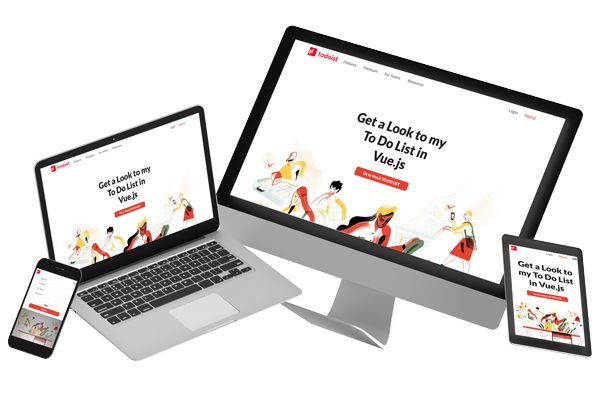 todoist
Features
Premium
For Teams
Resources
Login
Signup
Get a Look to my
To Do List in
Vue.js
Go to Vue.js TO DO LIST
todoist
Login
Signup
Get a Look to my
To Do List in
Vue.js
Get a Look to
my To Do List
in Vue.js